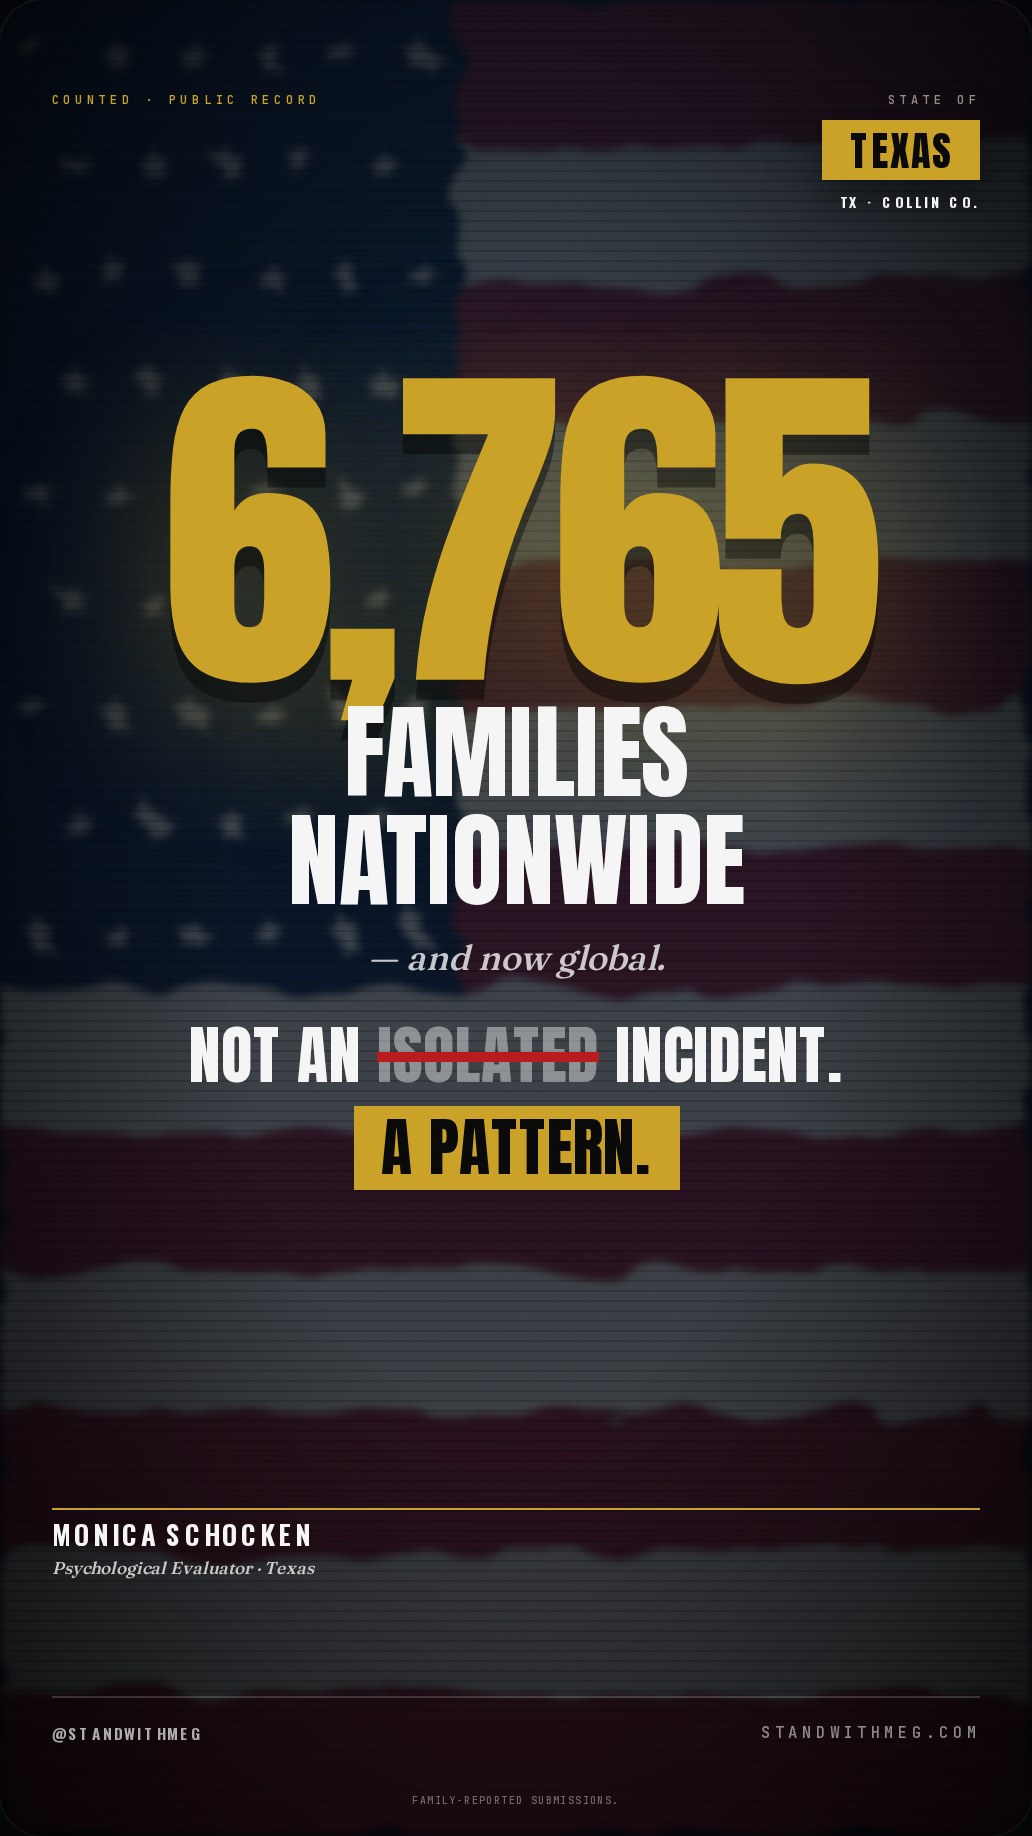 COUNTED · PUBLIC RECORD
STATE OF
TEXAS
TX · COLLIN CO.
6,765
FAMILIES
NATIONWIDE
— and now global.
NOT AN ISOLATED INCIDENT.
A PATTERN.
MONICA SCHOCKEN
Psychological Evaluator · Texas
@STANDWITHMEG
STANDWITHMEG.COM
FAMILY-REPORTED SUBMISSIONS.